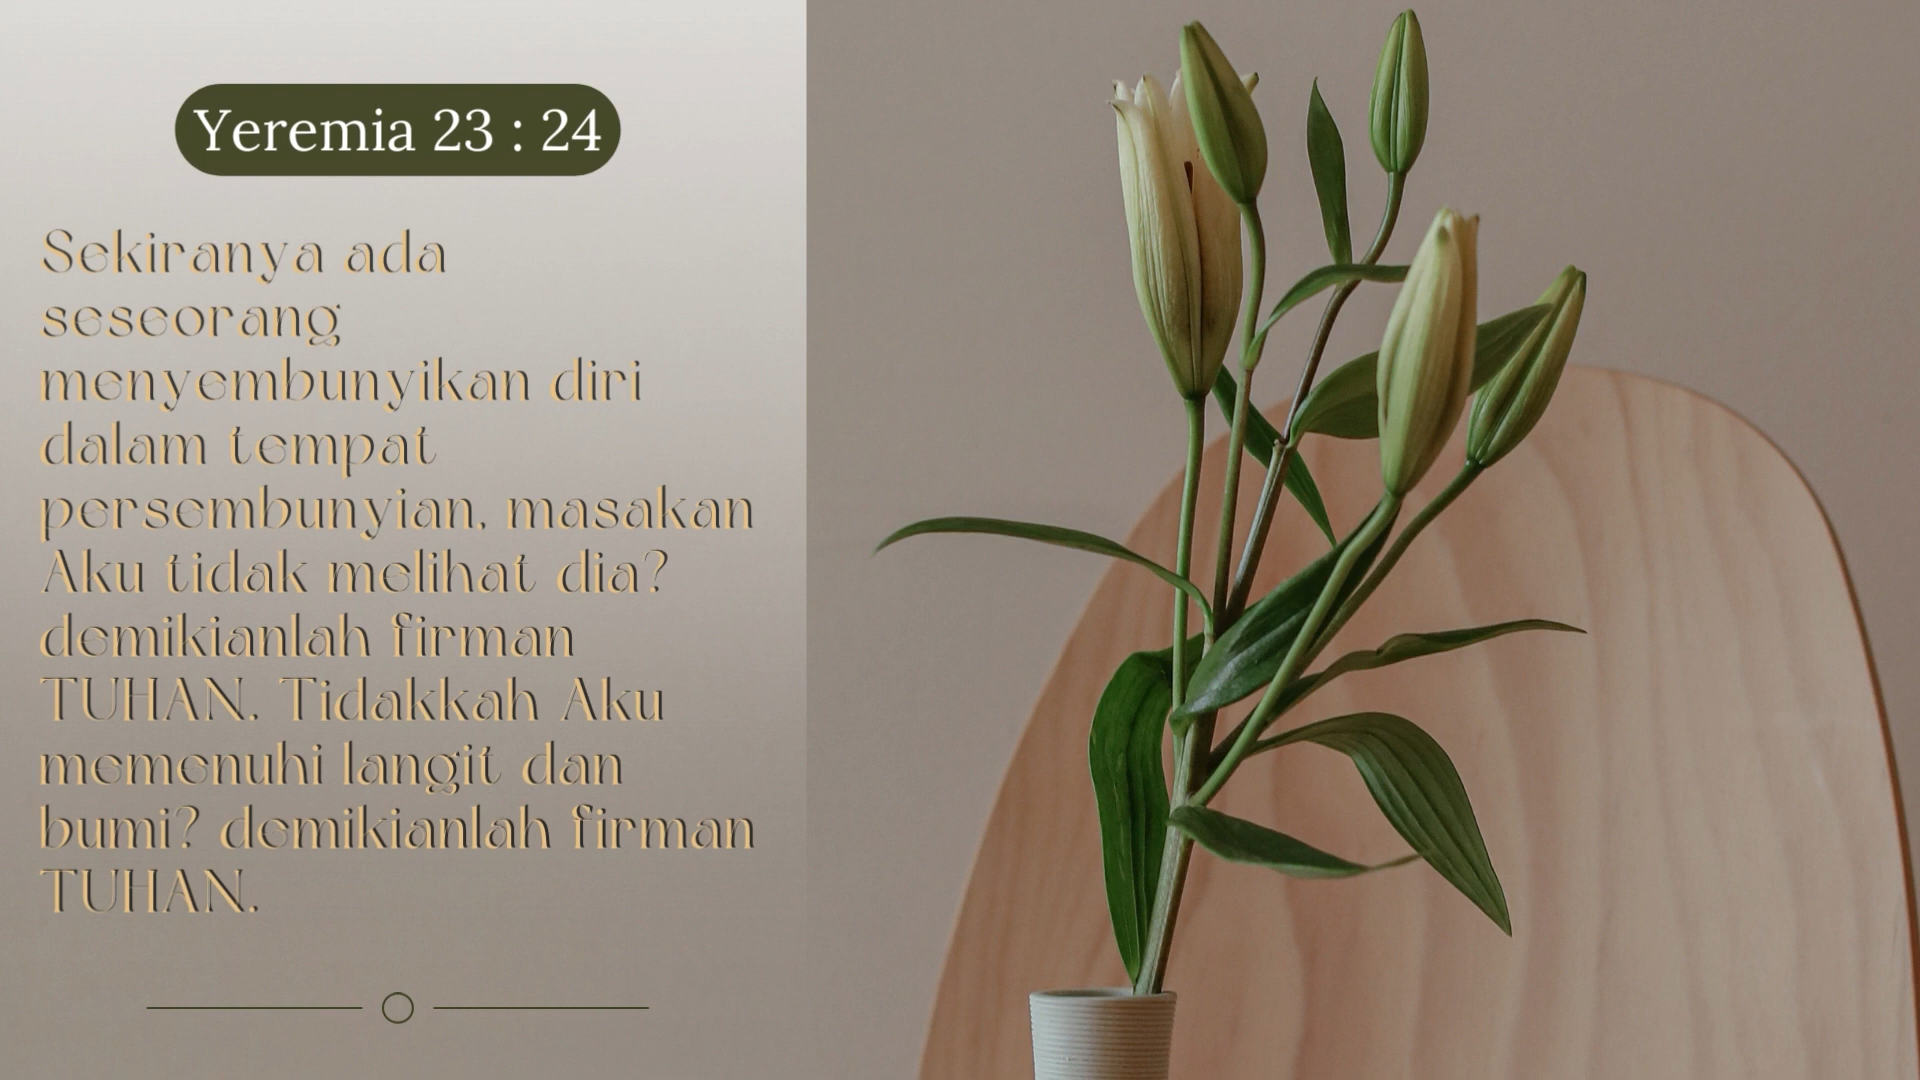 Yeremia 23 : 24
Sekiranya ada
seseorang
menyembunyikan diri
dalam tempat
persembunyian, masakan
Aku tidak melihat dia?
demikianlah firman
TUHAN. Tidakkah Aku
memenuhi langit dan
bumi? demikianlah firman
TUHAN.